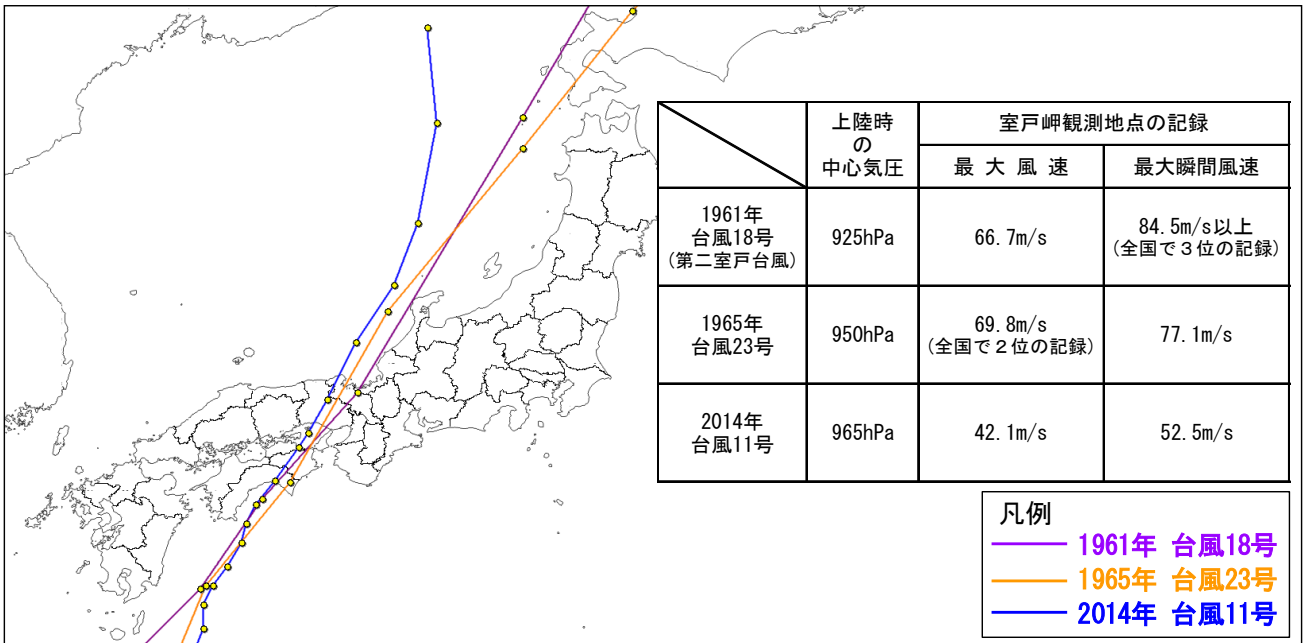 上陸時
の
中心気圧
室戸岬観測地点の記録
最大風速
最大瞬間風速
1961年
台風18号
(第二室戸台風)
925hPa
66.7m/s
84.5m/s以上
(全国で３位の記録)
1965年
台風23号
950hPa
69.8m/s
(全国で２位の記録)
77.1m/s
2014年
台風11号
965hPa
42.1m/s
52.5m/s
凡例
1961年 台風18号
1965年 台風23号
2014年 台風11号